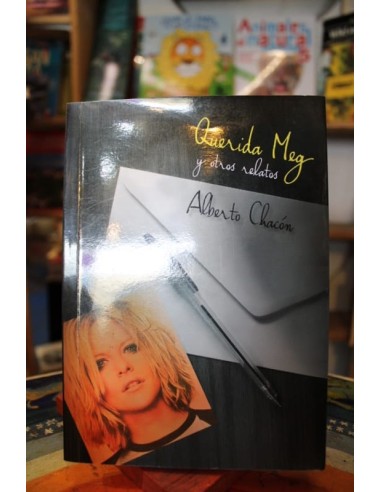 Querida Meg
y otros relatos
Alberto Chacón